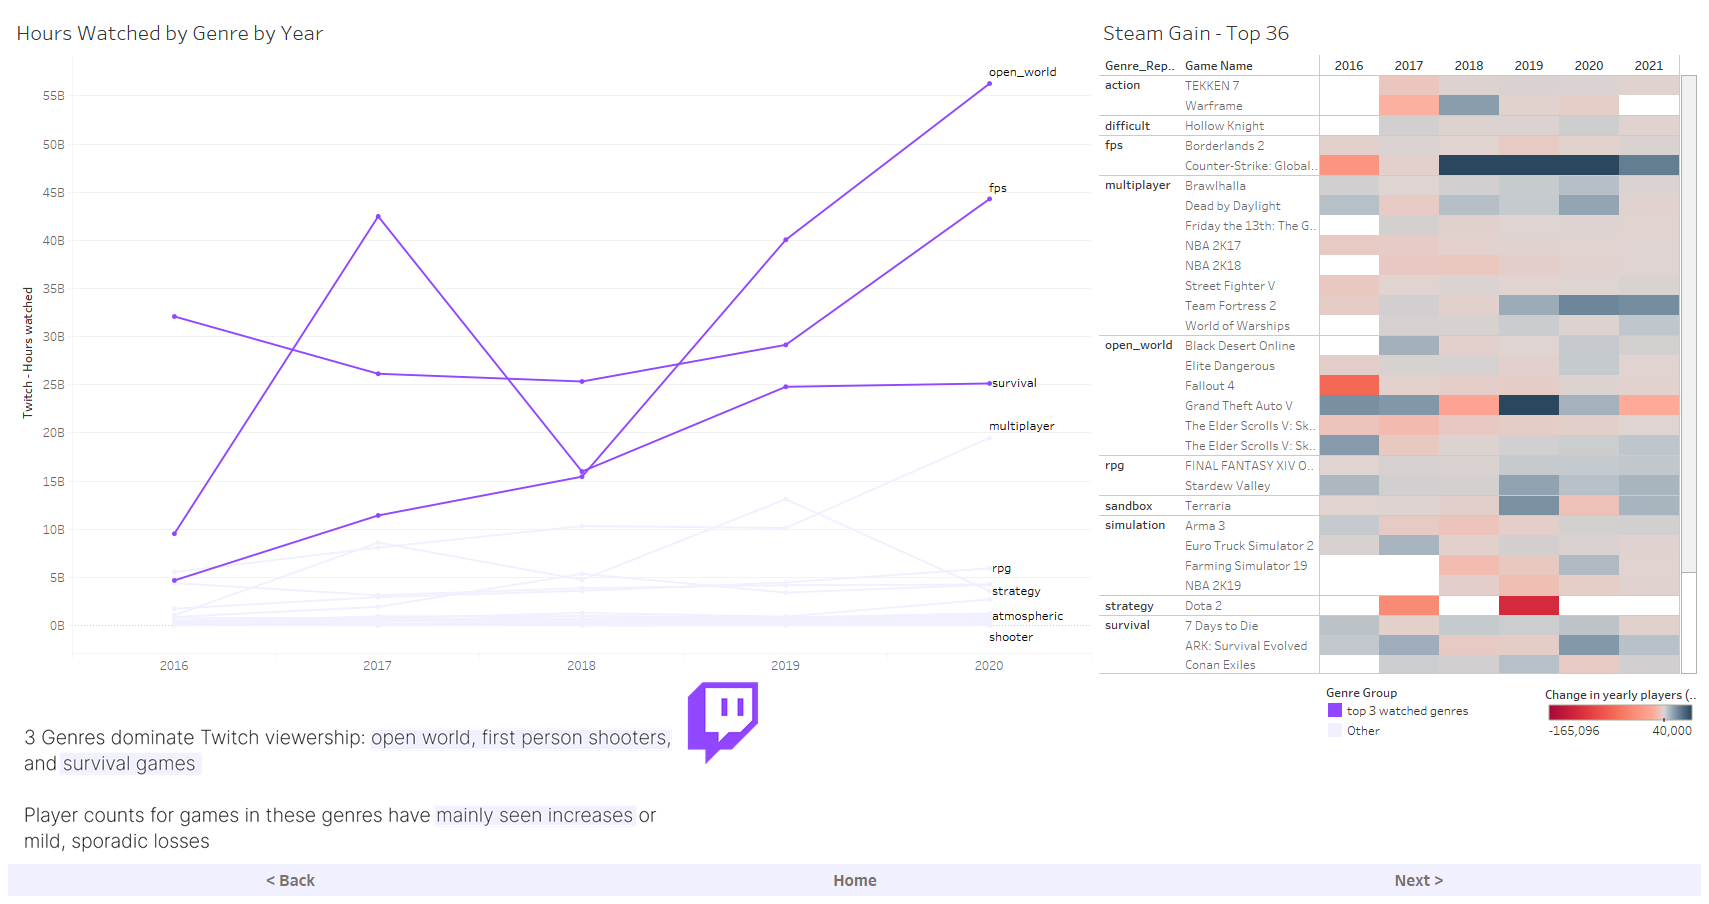 Hours Watched by Genre by Year
Twitch - Hours watched
55B
50B
45B
40B
35B
30B
25B
20B
15B
10B
5B
0B
open_world
fps
survival
multiplayer
rpg
strategy
atmospheric
shooter
2016 2017 2018 2019 2020
3 Genres dominate Twitch viewership: open world, first person shooters,
and survival games
Player counts for games in these genres have mainly seen increases or
mild, sporadic losses
Steam Gain - Top 36
Genre_Rep.. Game Name 2016 2017 2018 2019 2020 2021
action TEKKEN 7
Warframe
difficult Hollow Knight
fps Borderlands 2
Counter-Strike: Global..
multiplayer Brawlhalla
Dead by Daylight
Friday the 13th: The G..
NBA 2K17
NBA 2K18
Street Fighter V
Team Fortress 2
World of Warships
open_world Black Desert Online
Elite Dangerous
Fallout 4
Grand Theft Auto V
The Elder Scrolls V: Sk..
The Elder Scrolls V: Sk..
rpg FINAL FANTASY XIV O..
Stardew Valley
sandbox Terraria
simulation Arma 3
Euro Truck Simulator 2
Farming Simulator 19
NBA 2K19
strategy Dota 2
survival 7 Days to Die
ARK: Survival Evolved
Conan Exiles
Genre Group
top 3 watched genres
Other
Change in yearly players (..
-165,096 40,000
< Back Home Next >